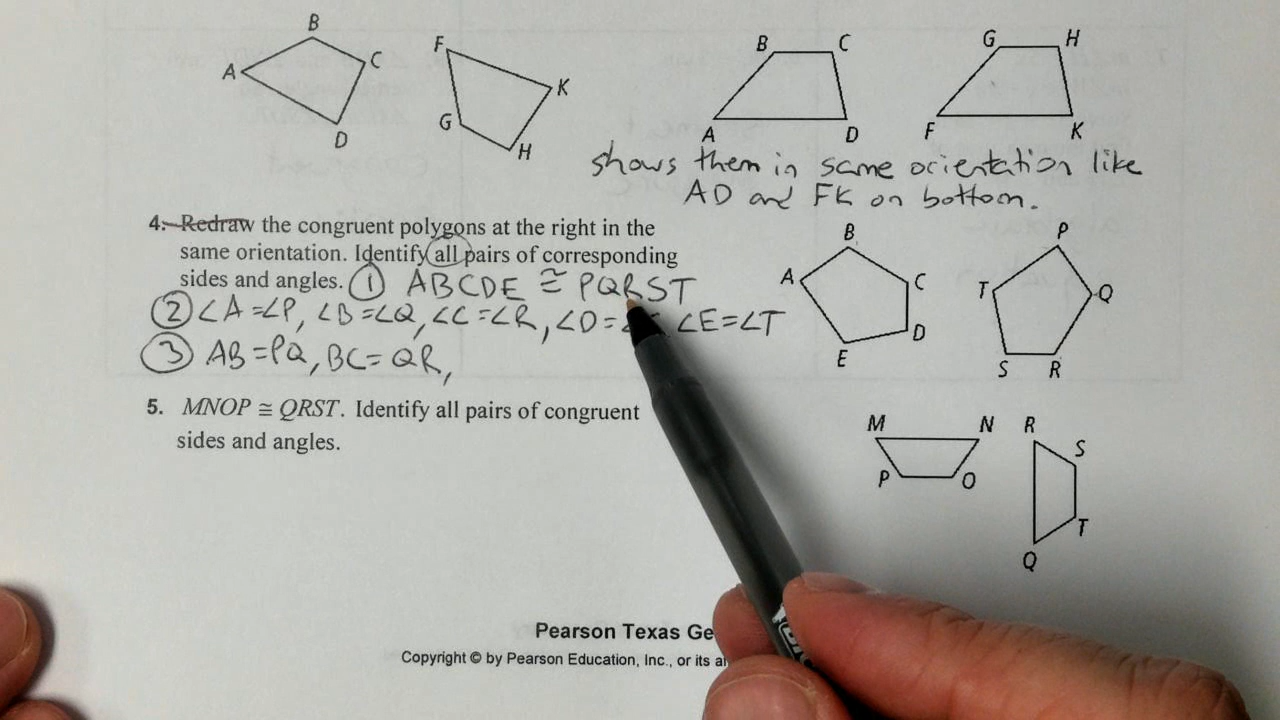 B
C
A
D
F
K
G
H
B C
A D
G H
F K
shows them in same orientation like
AD and FK on bottom.
4. Redraw the congruent polygons at the right in the
same orientation. Identify all pairs of corresponding
sides and angles. ① ABCDE ≅ PQRST
② ∠A=∠P, ∠B=∠Q, ∠C=∠R, ∠D= ∠E=∠T
③ AB=PQ, BC=QR,
B
A
C
D
E
P
T
Q
S R
5. MNOP ≅ QRST. Identify all pairs of congruent
sides and angles.
M N
P O
R
S
T
Q
Pearson Texas
Copyright © by Pearson Education, Inc., or its